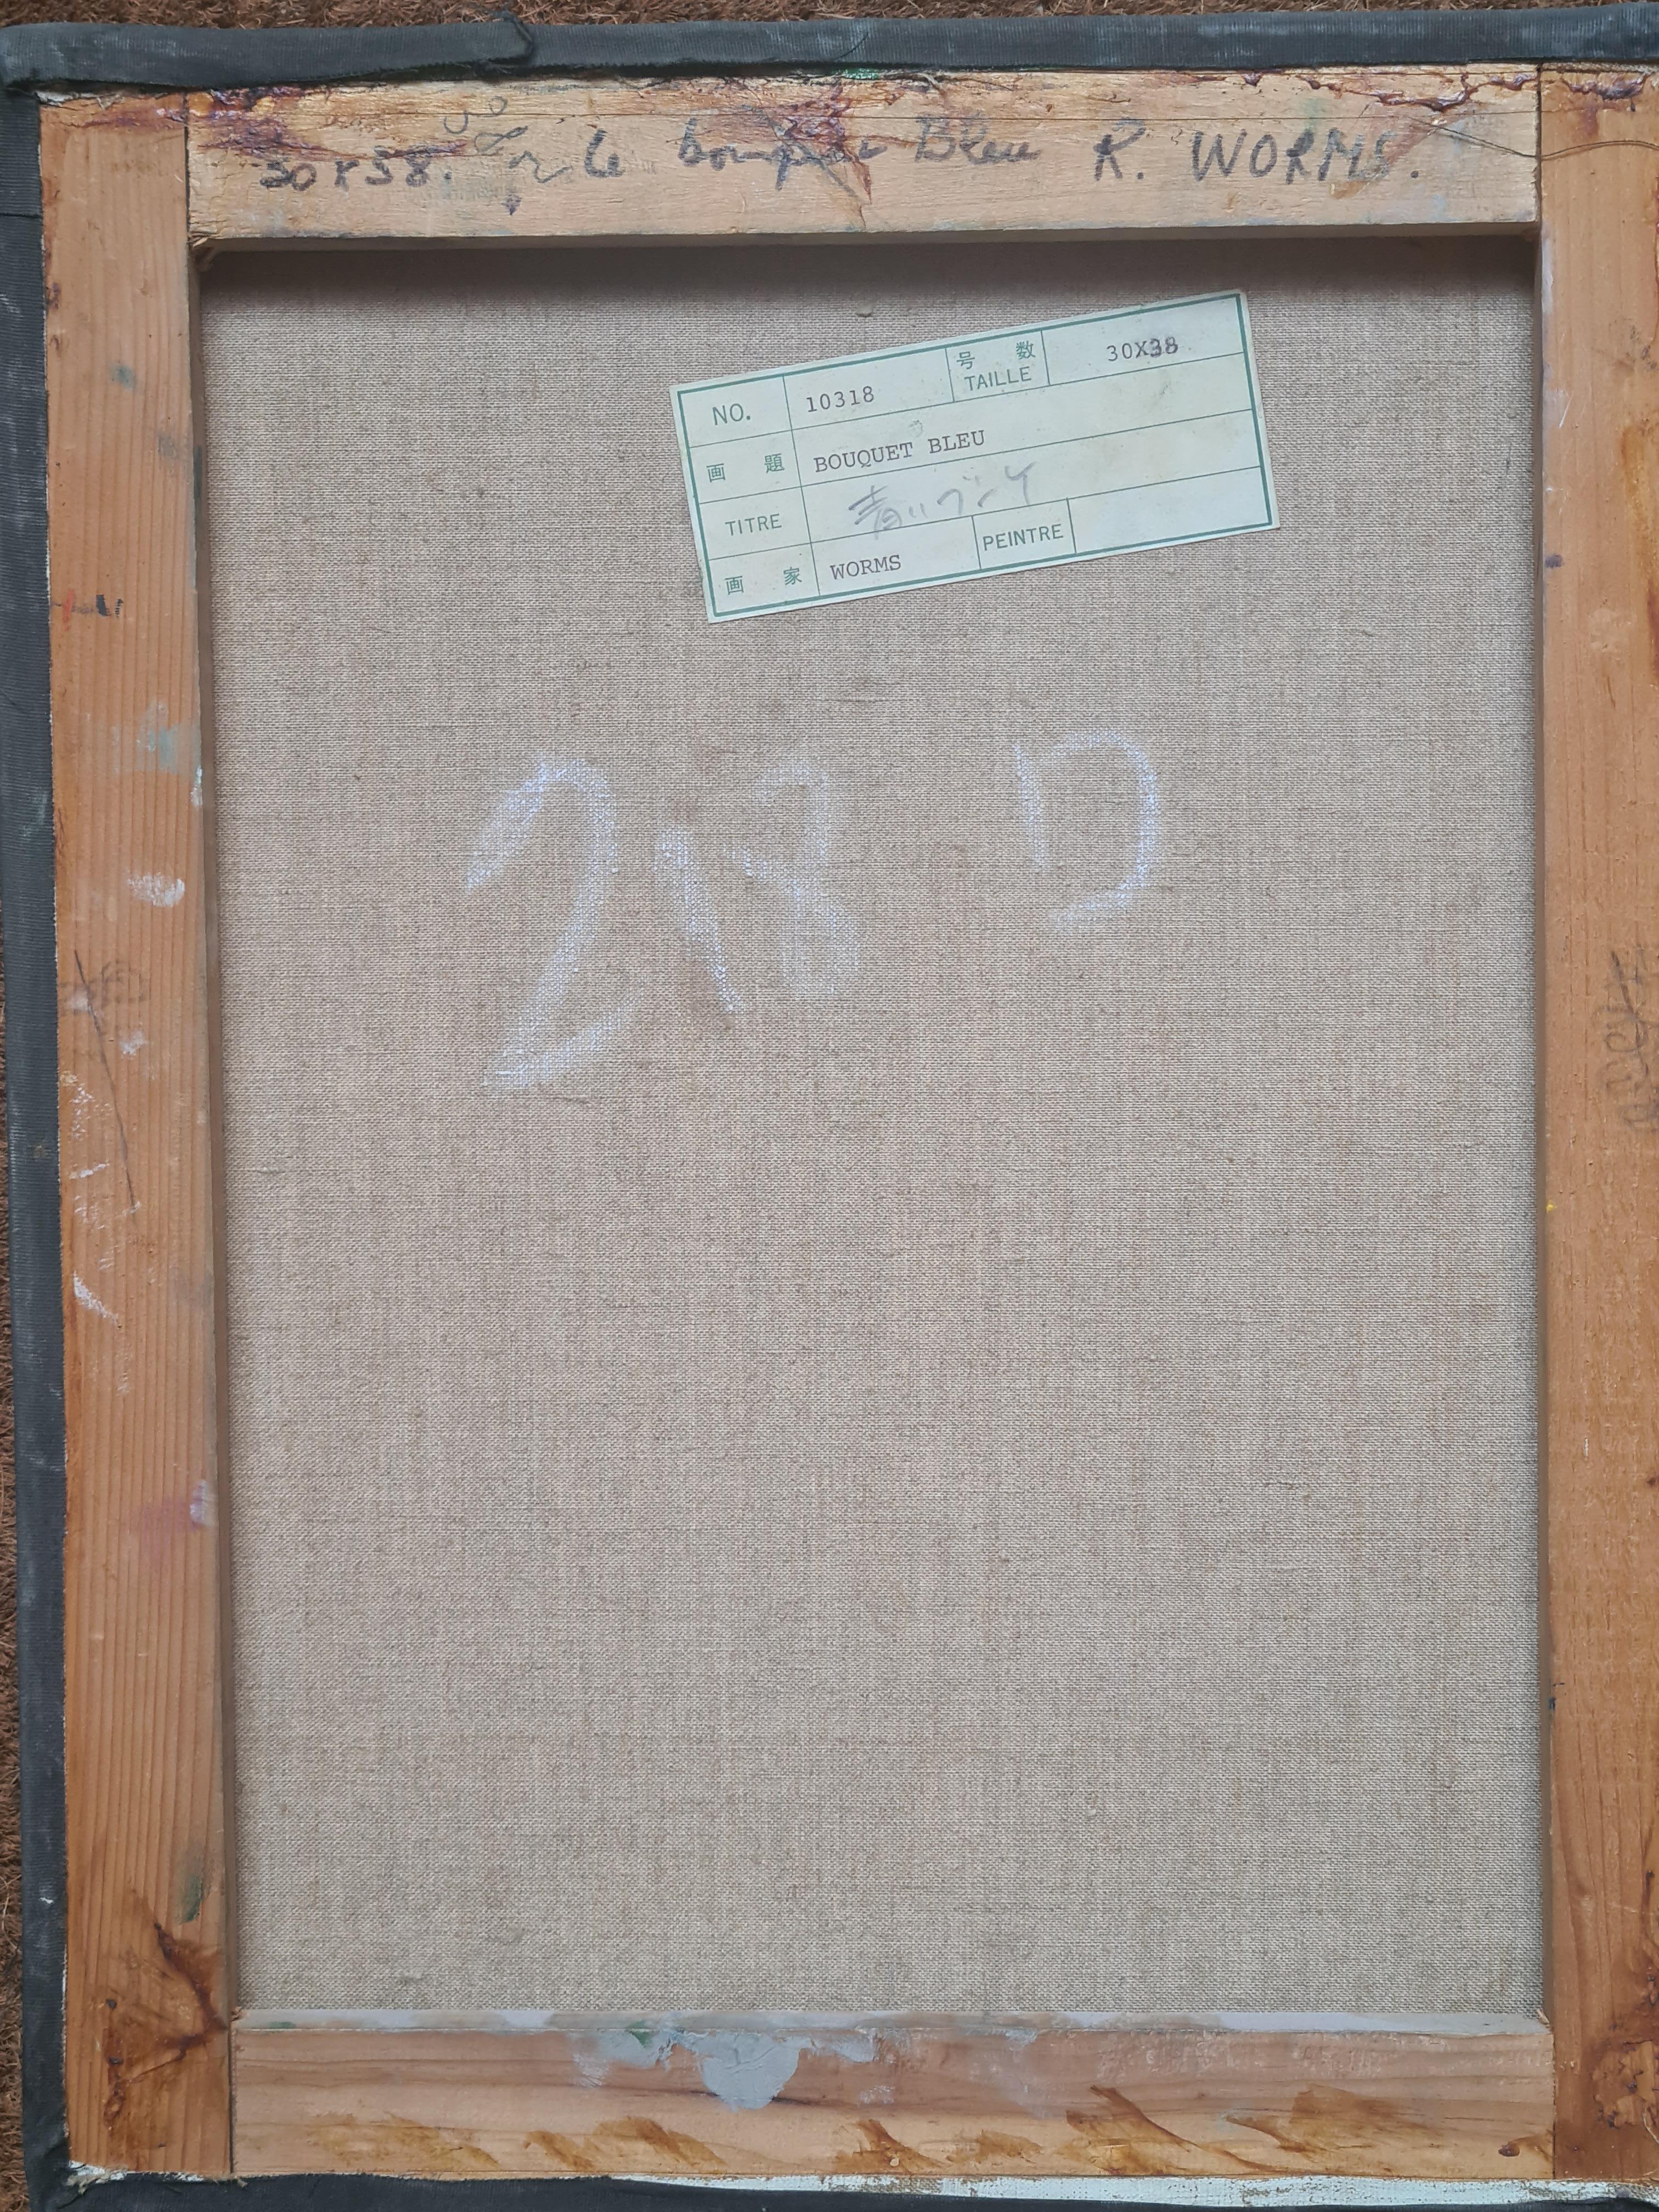 30x38. le bouquet Bleu R. WORMS.
NO. 10318 号数 TAILLE 30X38
画題 BOUQUET BLEU
TITRE 青いブーケ
画家 WORMS PEINTRE
218 D